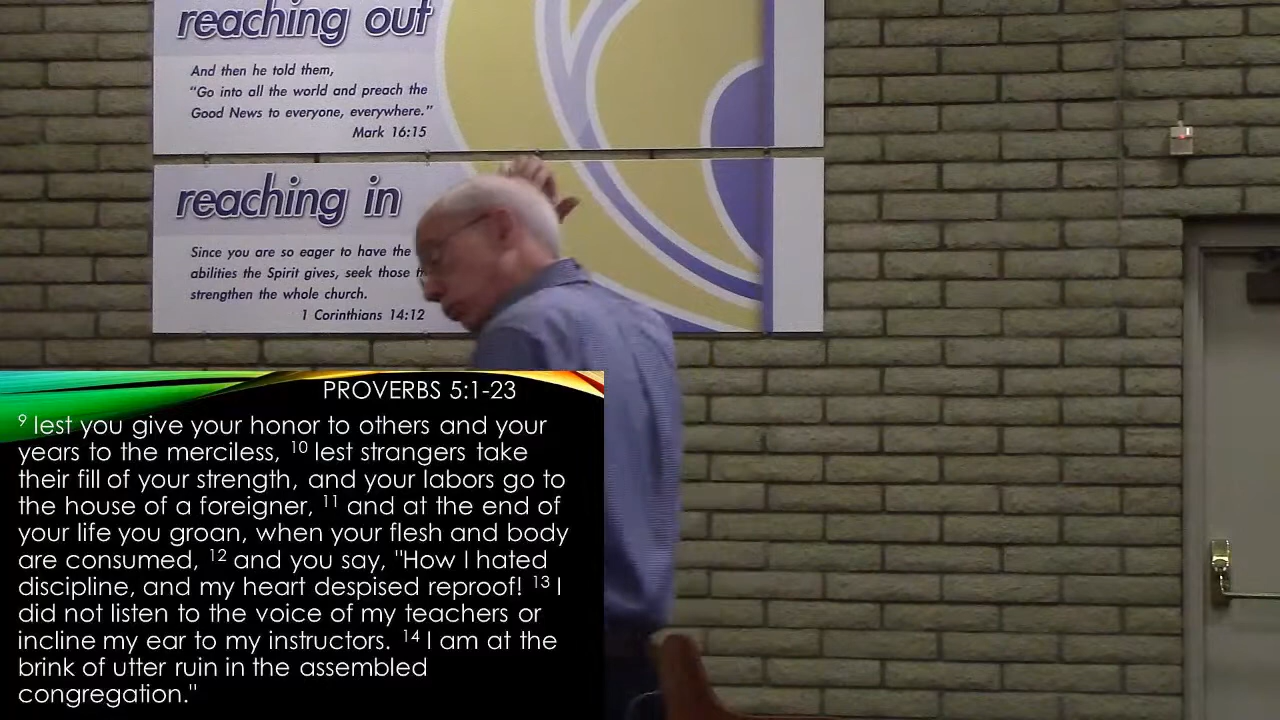 reaching out
And then he told them,
“Go into all the world and preach the
Good News to everyone, everywhere.”
Mark 16:15
reaching in
Since you are so eager to have the
abilities the Spirit gives, seek those
strengthen the whole church.
1 Corinthians 14:12
PROVERBS 5:1-23
9 lest you give your honor to others and your
years to the merciless, 10 lest strangers take
their fill of your strength, and your labors go to
the house of a foreigner, 11 and at the end of
your life you groan, when your flesh and body
are consumed, 12 and you say, "How I hated
discipline, and my heart despised reproof! 13 I
did not listen to the voice of my teachers or
incline my ear to my instructors. 14 I am at the
brink of utter ruin in the assembled
congregation."